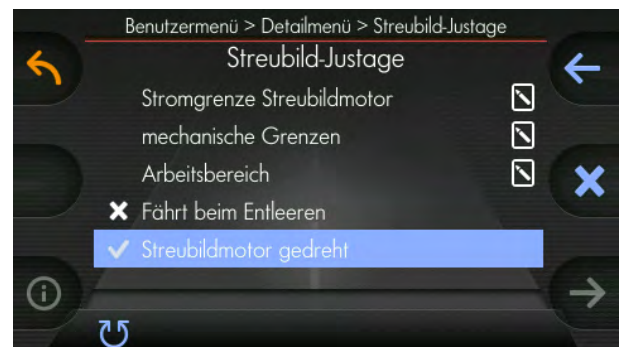 Benutzermenü > Detailmenü > Streubild-Justage
Streubild-Justage
Stromgrenze Streubildmotor
mechanische Grenzen
Arbeitsbereich
Fährt beim Entleeren
Streubildmotor gedreht